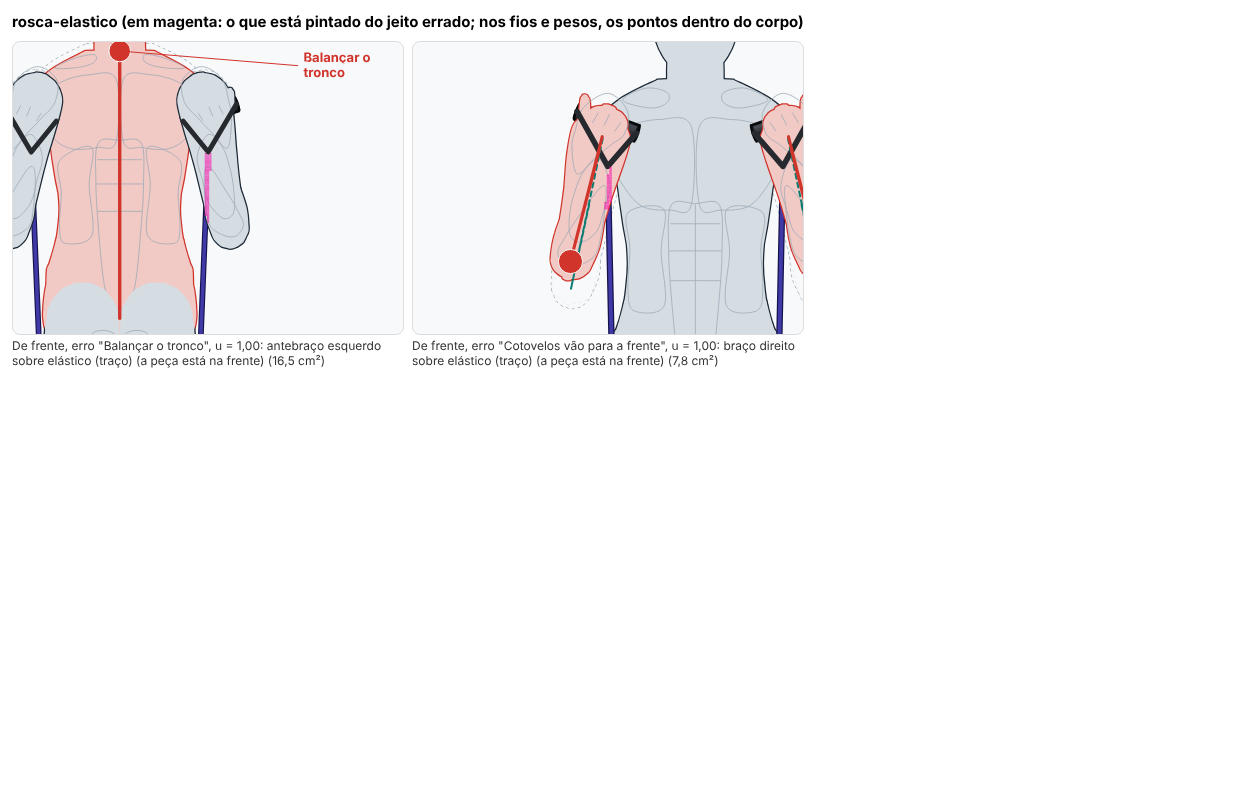 rosca-elastico (em magenta: o que está pintado do jeito errado; nos fios e pesos, os pontos dentro do corpo)
Balançar o
tronco
De frente, erro "Balançar o tronco", u = 1,00: antebraço esquerdo
sobre elástico (traço) (a peça está na frente) (16,5 cm²)
De frente, erro "Cotovelos vão para a frente", u = 1,00: braço direito
sobre elástico (traço) (a peça está na frente) (7,8 cm²)